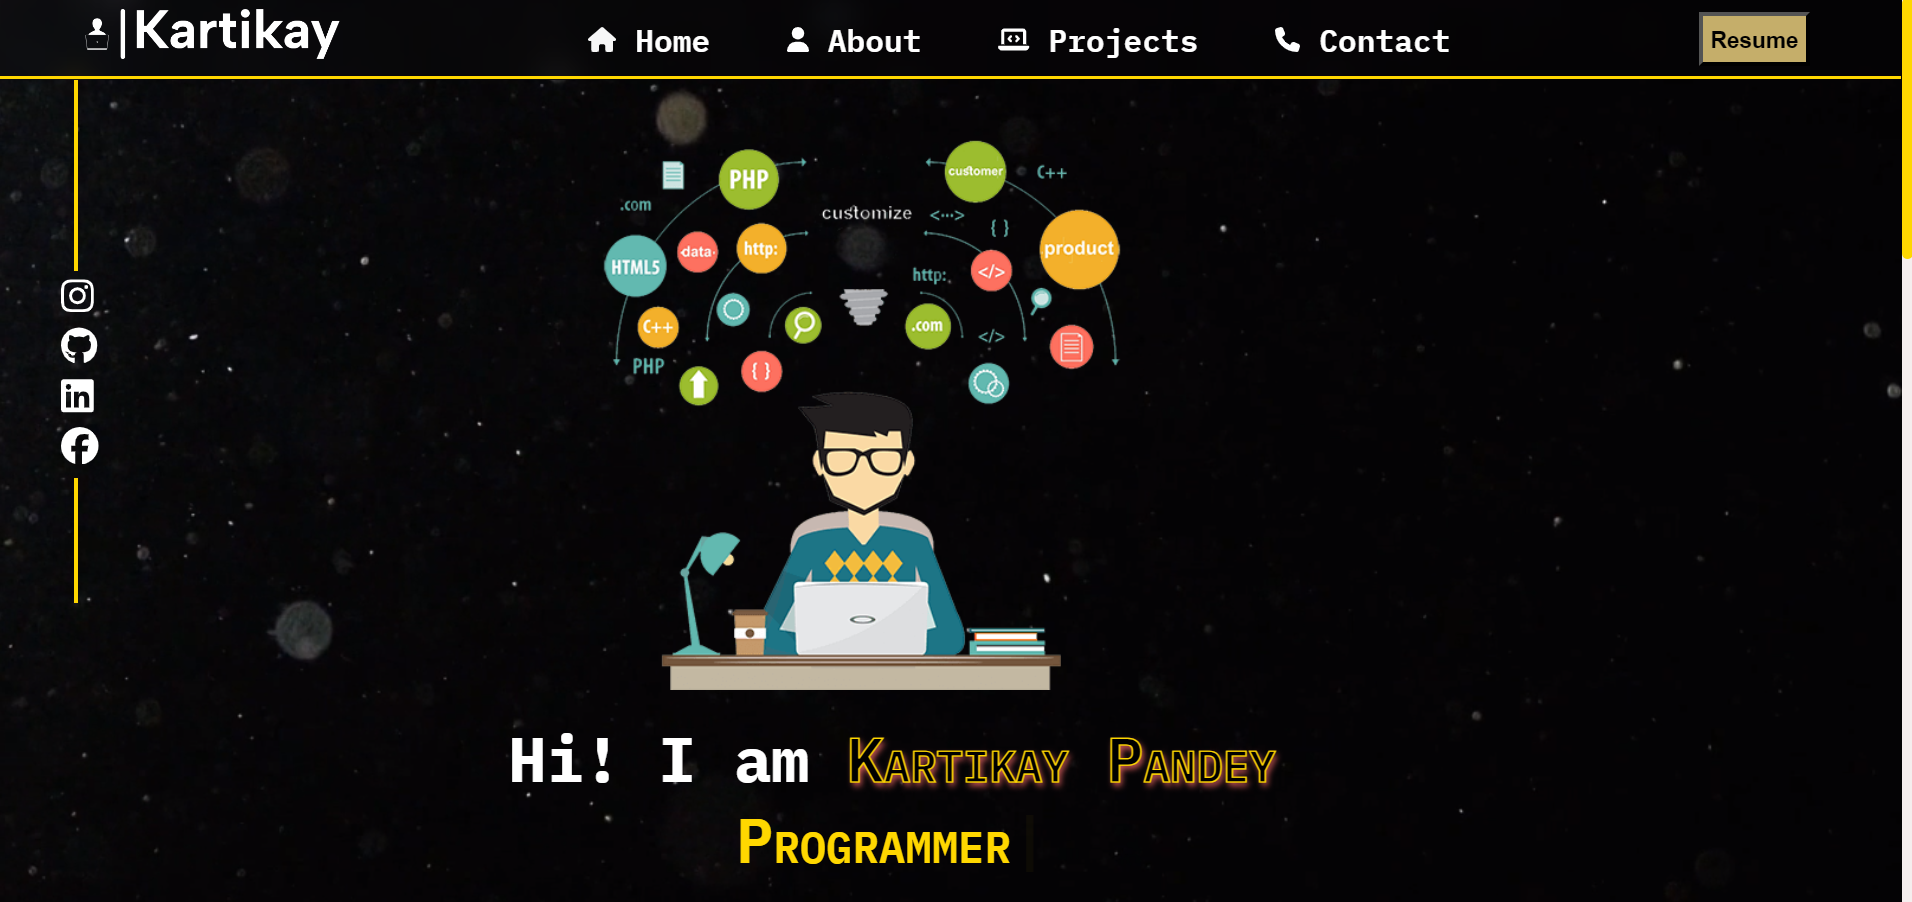 Kartikay
Home
About
Projects
Contact
Resume
PHP
customer
C++
.com
customize
<···>
{ }
HTML5
data
http:
product
http:
</>
C++
.com
</>
PHP
{ }
in
Hi! I am Kartikay Pandey
Programmer